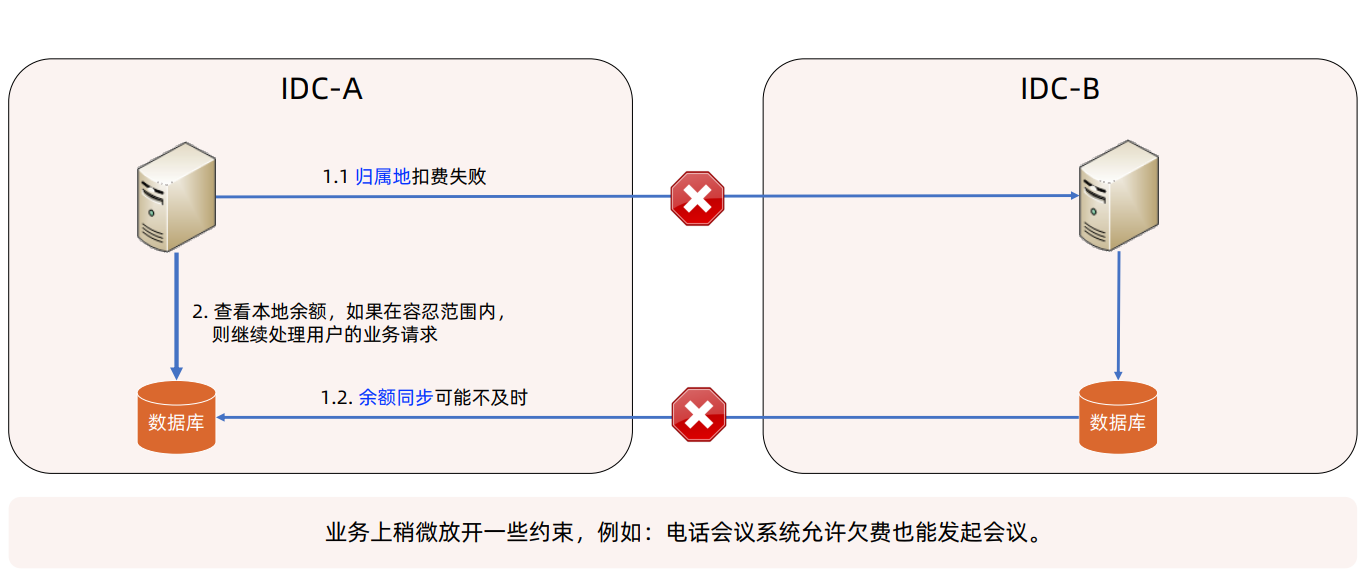 IDC-A
IDC-B
1.1 归属地扣费失败
2. 查看本地余额，如果在容忍范围内，
则继续处理用户的业务请求
1.2. 余额同步可能不及时
数据库
数据库
业务上稍微放开一些约束，例如：电话会议系统允许欠费也能发起会议。